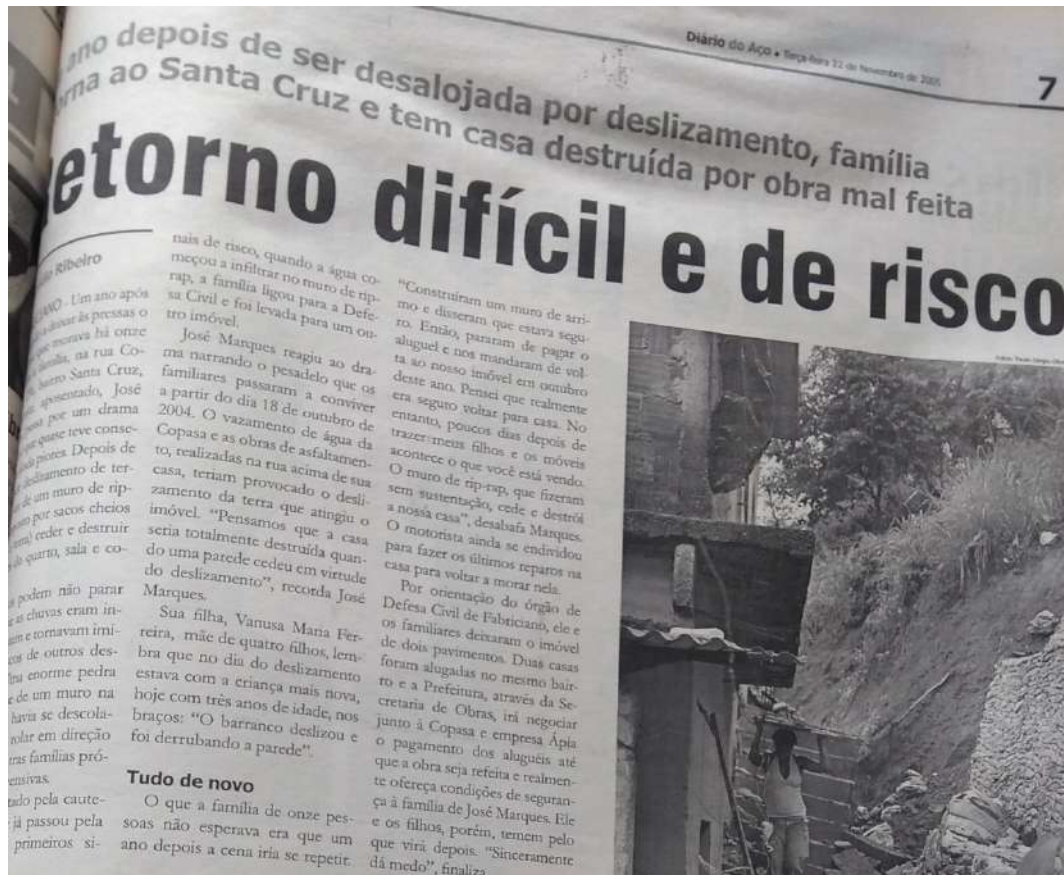 Diário do Aço • Terça-feira 22 de Novembro de 2005
7
ano depois de ser desalojada por deslizamento, família
ao Santa Cruz e tem casa destruída por obra mal feita
etorno difícil e de risco
Ribeiro
ANO - Um ano após
a deixar às pressas o
que morava há onze
família, na rua Co-
bairro Santa Cruz,
aposentado, José
por um drama
quase teve conse-
piores. Depois de
deslizamento de ter-
de um muro de rip-
por sacos cheios
ceder e destruir
quarto, sala e co-
podem não parar
as chuvas eram in-
e tornavam imi-
de outros des-
enorme pedra
de um muro na
havia se descola-
rolar em direção
famílias pró-
pela caute-
já passou pela
primeiros si-
nais de risco, quando a água co-
meçou a infiltrar no muro de rip-
rap, a família ligou para a Defe-
sa Civil e foi levada para um ou-
tro imóvel.
José Marques reagiu ao dra-
ma narrando o pesadelo que os
familiares passaram a conviver
a partir do dia 18 de outubro de
2004. O vazamento de água da
Copasa e as obras de asfaltamen-
to, realizadas na rua acima de sua
casa, teriam provocado o desli-
zamento da terra que atingiu o
imóvel. “Pensamos que a casa
seria totalmente destruída quan-
do uma parede cedeu em virtude
do deslizamento”, recorda José
Marques.
Sua filha, Vanusa Maria Fer-
reira, mãe de quatro filhos, lem-
bra que no dia do deslizamento
estava com a criança mais nova,
hoje com três anos de idade, nos
braços: “O barranco deslizou e
foi derrubando a parede”.
Tudo de novo
O que a família de onze pes-
soas não esperava era que um
ano depois a cena iria se repetir.
“Construíram um muro de arri-
mo e disseram que estava segu-
ro. Então, pararam de pagar o
aluguel e nos mandaram de vol-
ta ao nosso imóvel em outubro
deste ano. Pensei que realmente
era seguro voltar para casa. No
entanto, poucos dias depois de
trazer meus filhos e os móveis
acontece o que você está vendo.
O muro de rip-rap, que fizeram
sem sustentação, cede e destrói
a nossa casa”, desabafa Marques.
O motorista ainda se endividou
para fazer os últimos reparos na
casa para voltar a morar nela.
Por orientação do órgão de
Defesa Civil de Fabriciano, ele e
os familiares deixaram o imóvel
de dois pavimentos. Duas casas
foram alugadas no mesmo bair-
ro e a Prefeitura, através da Se-
cretaria de Obras, irá negociar
junto à Copasa e empresa Ápia
o pagamento dos aluguéis até
que a obra seja refeita e realmen-
te ofereça condições de seguran-
ça à família de José Marques. Ele
e os filhos, porém, temem pelo
que virá depois. “Sinceramente
dá medo”, finaliza